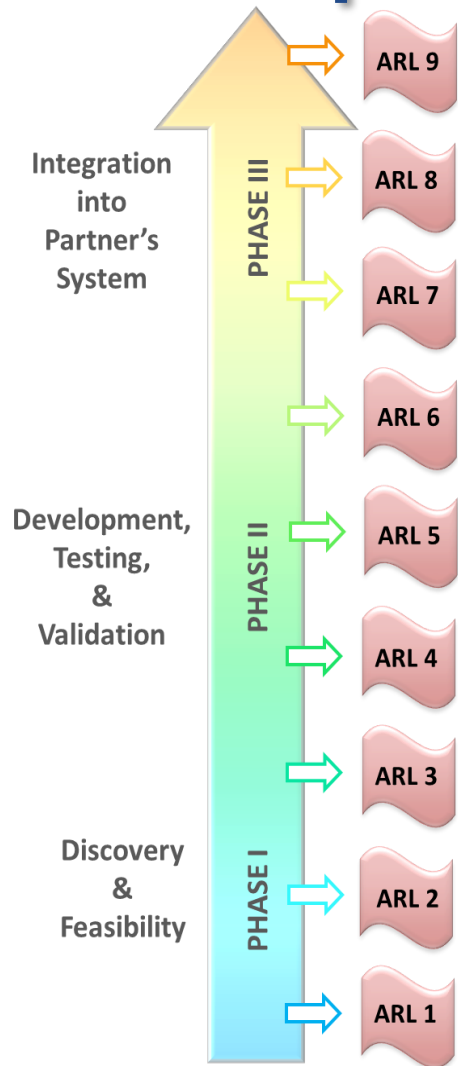 ARL 9
Integration
into
Partner's
System
PHASE III
ARL 8
ARL 7
ARL 6
Development,
Testing,
&
Validation
PHASE II
ARL 5
ARL 4
ARL 3
Discovery
&
Feasibility
PHASE I
ARL 2
ARL 1